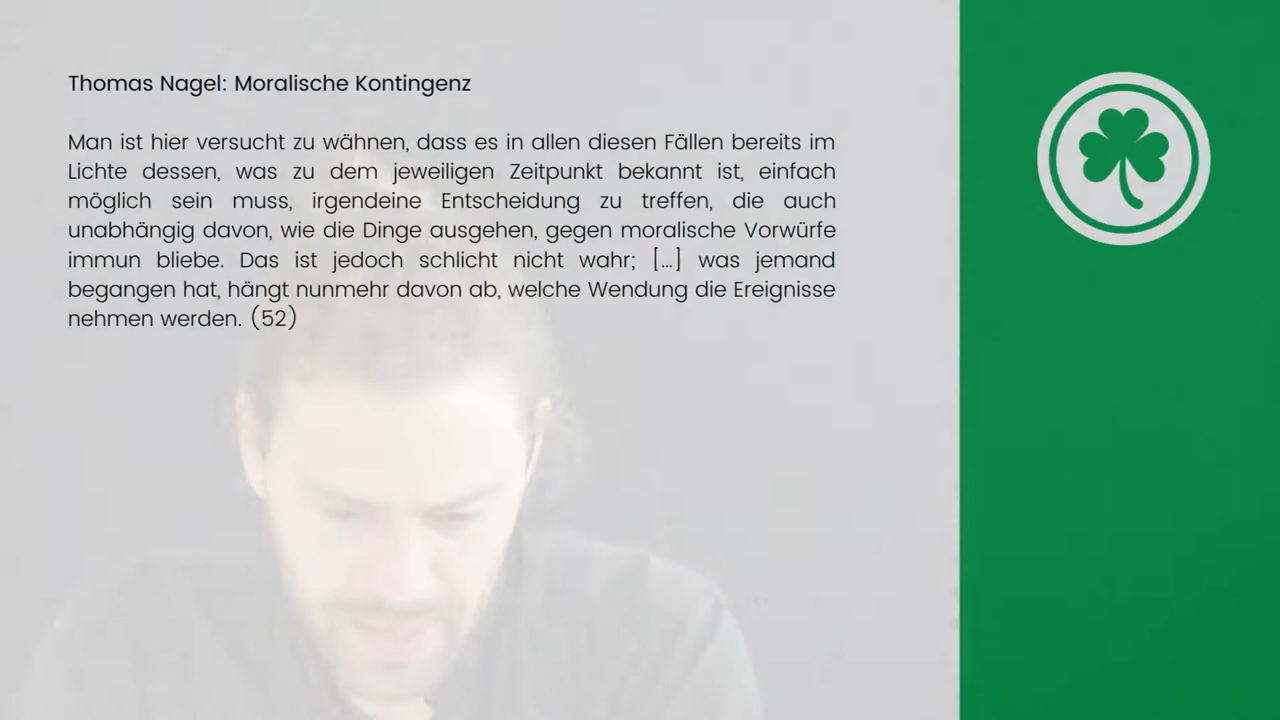 Thomas Nagel: Moralische Kontingenz
Man ist hier versucht zu wähnen, dass es in allen diesen Fällen bereits im
Lichte dessen, was zu dem jeweiligen Zeitpunkt bekannt ist, einfach
möglich sein muss, irgendeine Entscheidung zu treffen, die auch
unabhängig davon, wie die Dinge ausgehen, gegen moralische Vorwürfe
immun bliebe. Das ist jedoch schlicht nicht wahr; [...] was jemand
begangen hat, hängt nunmehr davon ab, welche Wendung die Ereignisse
nehmen werden. (52)